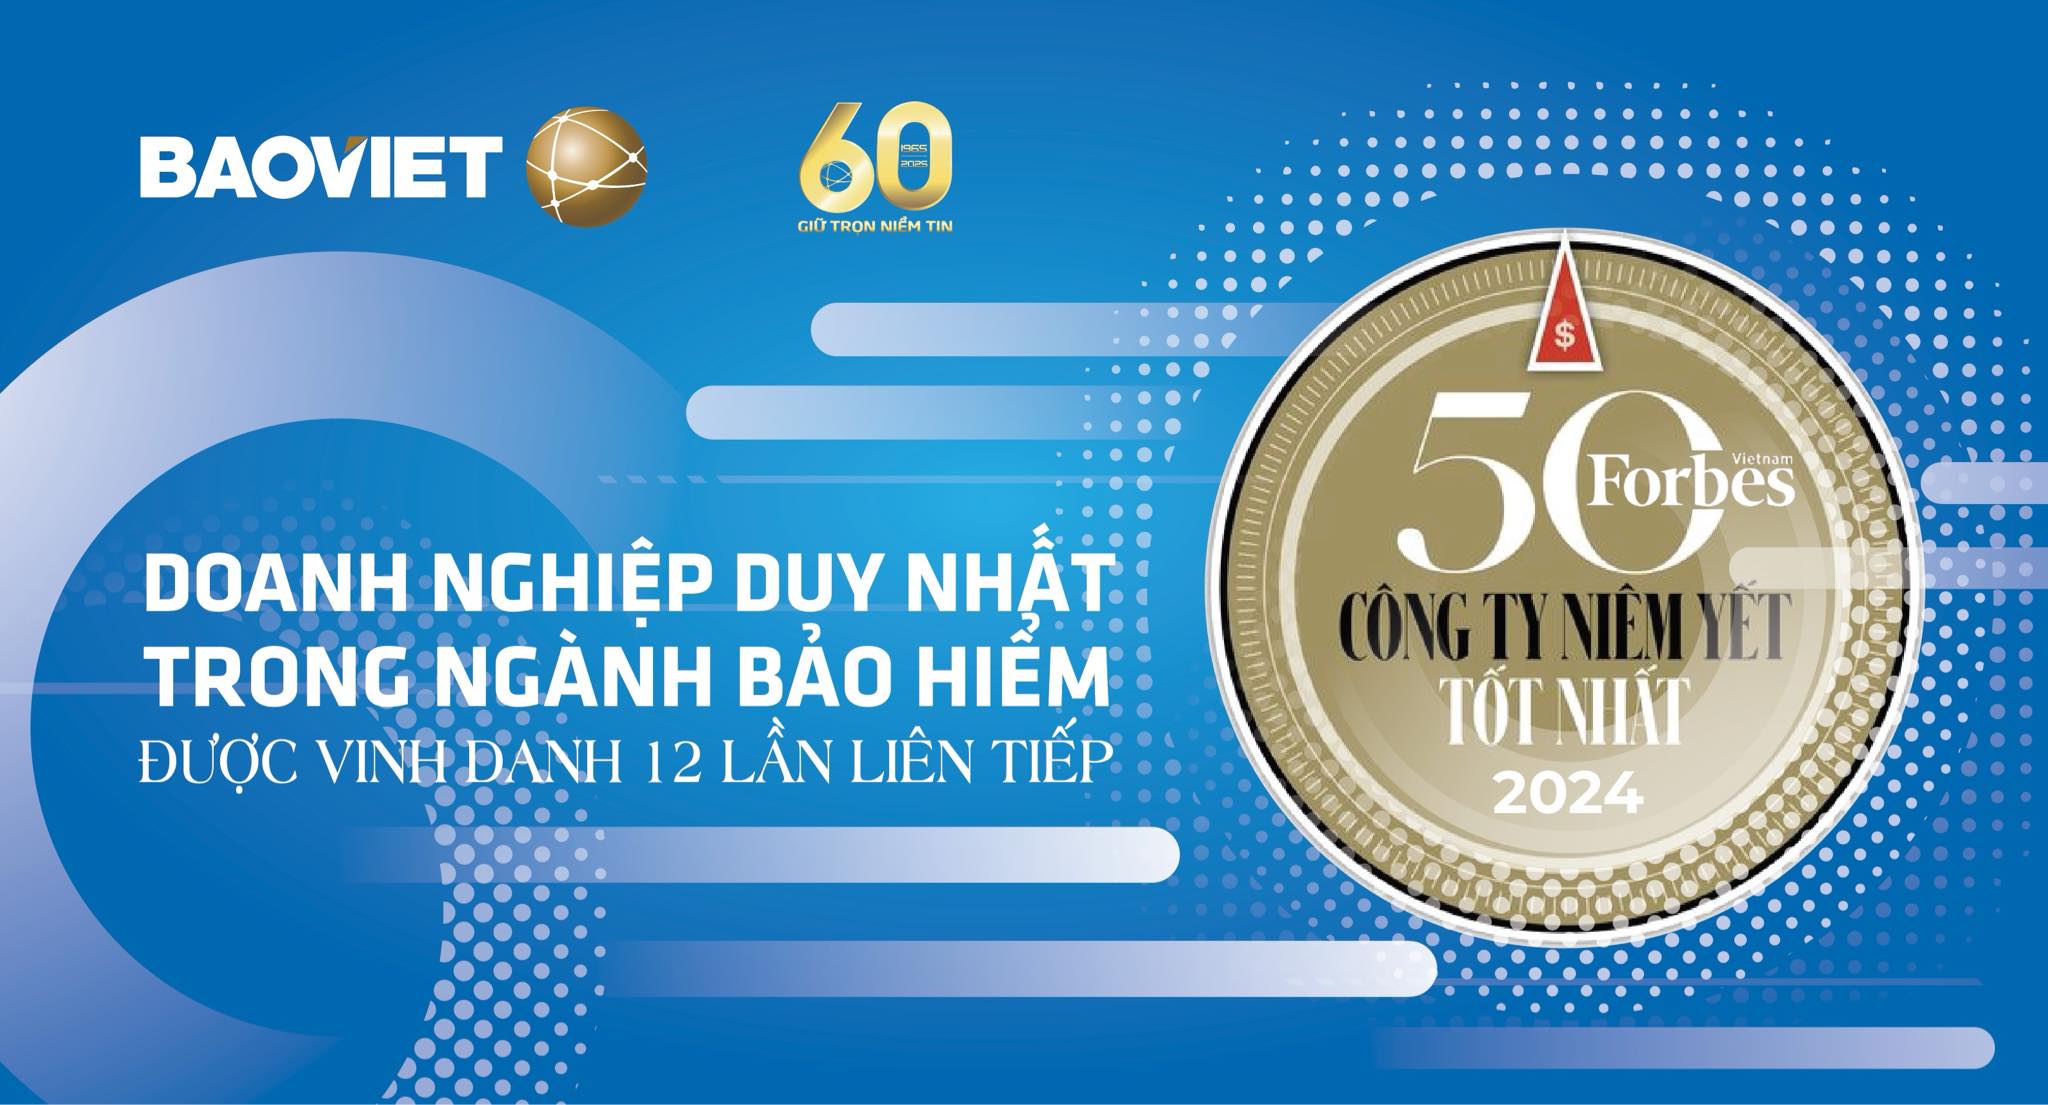 BAOVIET
60
1965
2025
GIỮ TRỌN NIỀM TIN
DOANH NGHIỆP DUY NHẤT
TRONG NGÀNH BẢO HIỂM
ĐƯỢC VINH DANH 12 LẦN LIÊN TIẾP
$
50
Forbes
Vietnam
CÔNG TY NIÊM YẾT
TỐT NHẤT
2024